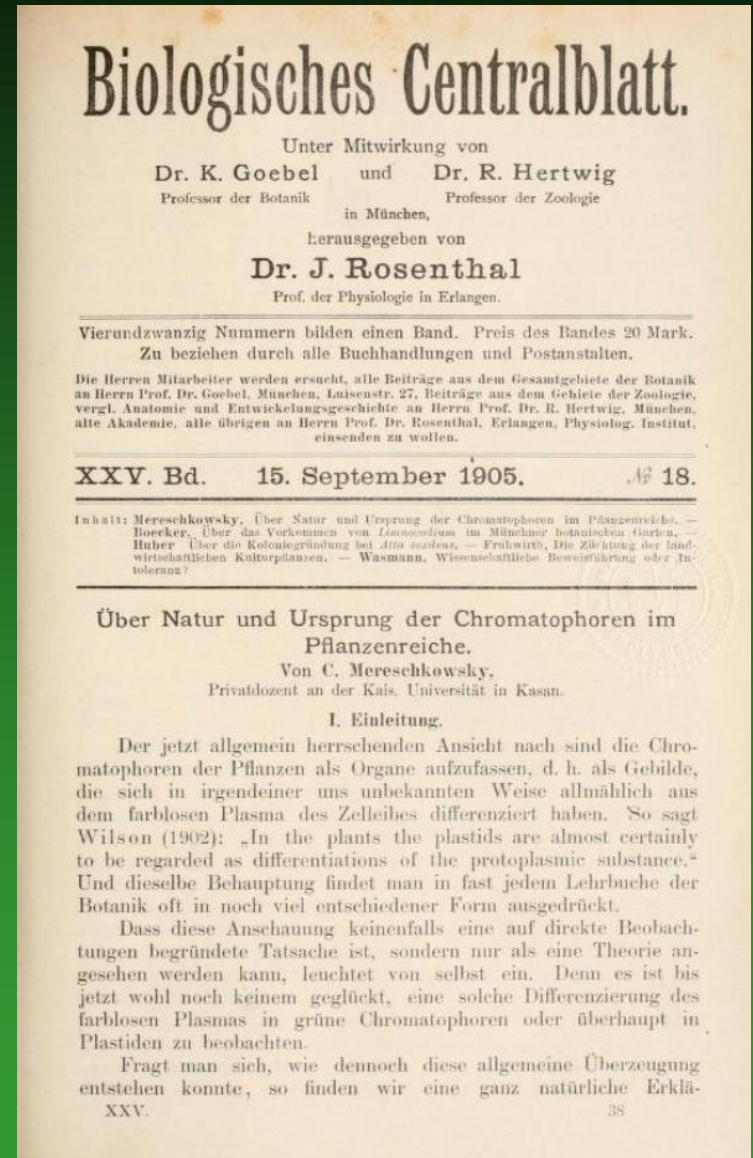 Biologisches Centralblatt.
Unter Mitwirkung von
Dr. K. Goebel und Dr. R. Hertwig
Professor der Botanik Professor der Zoologie
in München,
herausgegeben von
Dr. J. Rosenthal
Prof. der Physiologie in Erlangen.
Vierundzwanzig Nummern bilden einen Band. Preis des Bandes 20 Mark.
Zu beziehen durch alle Buchhandlungen und Postanstalten.
Die Herren Mitarbeiter werden ersucht, alle Beiträge aus dem Gesamtgebiete der Botanik
an Herrn Prof. Dr. Goebel, München, Luisenstr. 27, Beiträge aus dem Gebiete der Zoologie,
vergl. Anatomie und Entwickelungsgeschichte an Herrn Prof. Dr. R. Hertwig, München,
alte Akademie, alle übrigen an Herrn Prof. Dr. Rosenthal, Erlangen, Physiolog. Institut,
einsenden zu wollen.
XXV. Bd. 15. September 1905. № 18.
Inhalt: Mereschkowsky, Über Natur und Ursprung der Chromatophoren im Pflanzenreiche. —
Boecker, Über das Vorkommen von Limnocodium im Münchner botanischen Garten. —
Huber Über die Koloniegründung bei Atta sexdens. — Fruhwirth, Die Züchtung der land-
wirtschaftlichen Kulturpflanzen. — Wasmann, Wissenschaftliche Beweisführung oder In-
toleranz?
Über Natur und Ursprung der Chromatophoren im
Pflanzenreiche.
Von C. Mereschkowsky,
Privatdozent an der Kais. Universität in Kasan.
I. Einleitung.
Der jetzt allgemein herrschenden Ansicht nach sind die Chro-
matophoren der Pflanzen als Organe aufzufassen, d. h. als Gebilde,
die sich in irgendeiner uns unbekannten Weise allmählich aus
dem farblosen Plasma des Zelleibes differenziert haben. So sagt
Wilson (1902): „In the plants the plastids are almost certainly
to be regarded as differentiations of the protoplasmic substance.“
Und dieselbe Behauptung findet man in fast jedem Lehrbuche der
Botanik oft in noch viel entschiedener Form ausgedrückt.
Dass diese Anschauung keinenfalls eine auf direkte Beobach-
tungen begründete Tatsache ist, sondern nur als eine Theorie an-
gesehen werden kann, leuchtet von selbst ein. Denn es ist bis
jetzt wohl noch keinem geglückt, eine solche Differenzierung des
farblosen Plasmas in grüne Chromatophoren oder überhaupt in
Plastiden zu beobachten.
Fragt man sich, wie dennoch diese allgemeine Überzeugung
entstehen konnte, so finden wir eine ganz natürliche Erklä-
XXV. 38